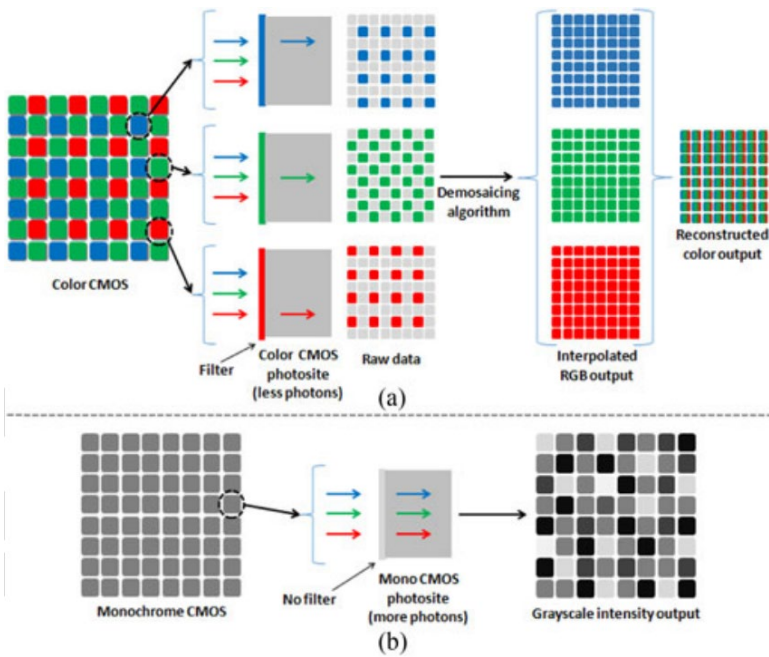 Color CMOS
Filter
Color CMOS
photosite
(less photons)
Raw data
Demosaicing
algorithm
Interpolated
RGB output
Reconstructed
color output
(a)
Monochrome CMOS
No filter
Mono CMOS
photosite
(more photons)
Grayscale intensity output
(b)